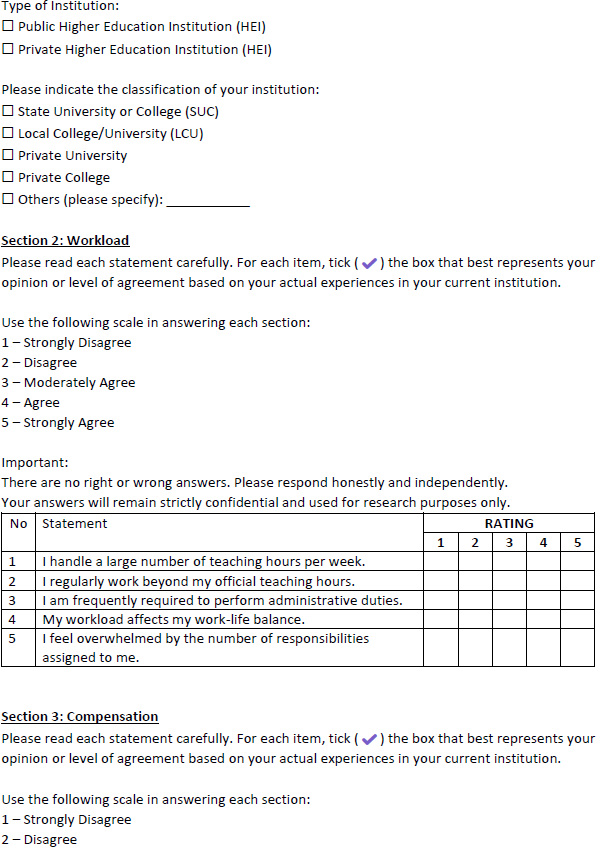 Type of Institution:
☐ Public Higher Education Institution (HEI)
☐ Private Higher Education Institution (HEI)
Please indicate the classification of your institution:
☐ State University or College (SUC)
☐ Local College/University (LCU)
☐ Private University
☐ Private College
☐ Others (please specify): ___________
Section 2: Workload
Please read each statement carefully. For each item, tick ( ✔ ) the box that best represents your
opinion or level of agreement based on your actual experiences in your current institution.
Use the following scale in answering each section:
1 – Strongly Disagree
2 – Disagree
3 – Moderately Agree
4 – Agree
5 – Strongly Agree
Important:
There are no right or wrong answers. Please respond honestly and independently.
Your answers will remain strictly confidential and used for research purposes only.
No Statement RATING
1 2 3 4 5
1 I handle a large number of teaching hours per week.
2 I regularly work beyond my official teaching hours.
3 I am frequently required to perform administrative duties.
4 My workload affects my work-life balance.
5 I feel overwhelmed by the number of responsibilities
assigned to me.
Section 3: Compensation
Please read each statement carefully. For each item, tick ( ✔ ) the box that best represents your
opinion or level of agreement based on your actual experiences in your current institution.
Use the following scale in answering each section:
1 – Strongly Disagree
2 – Disagree